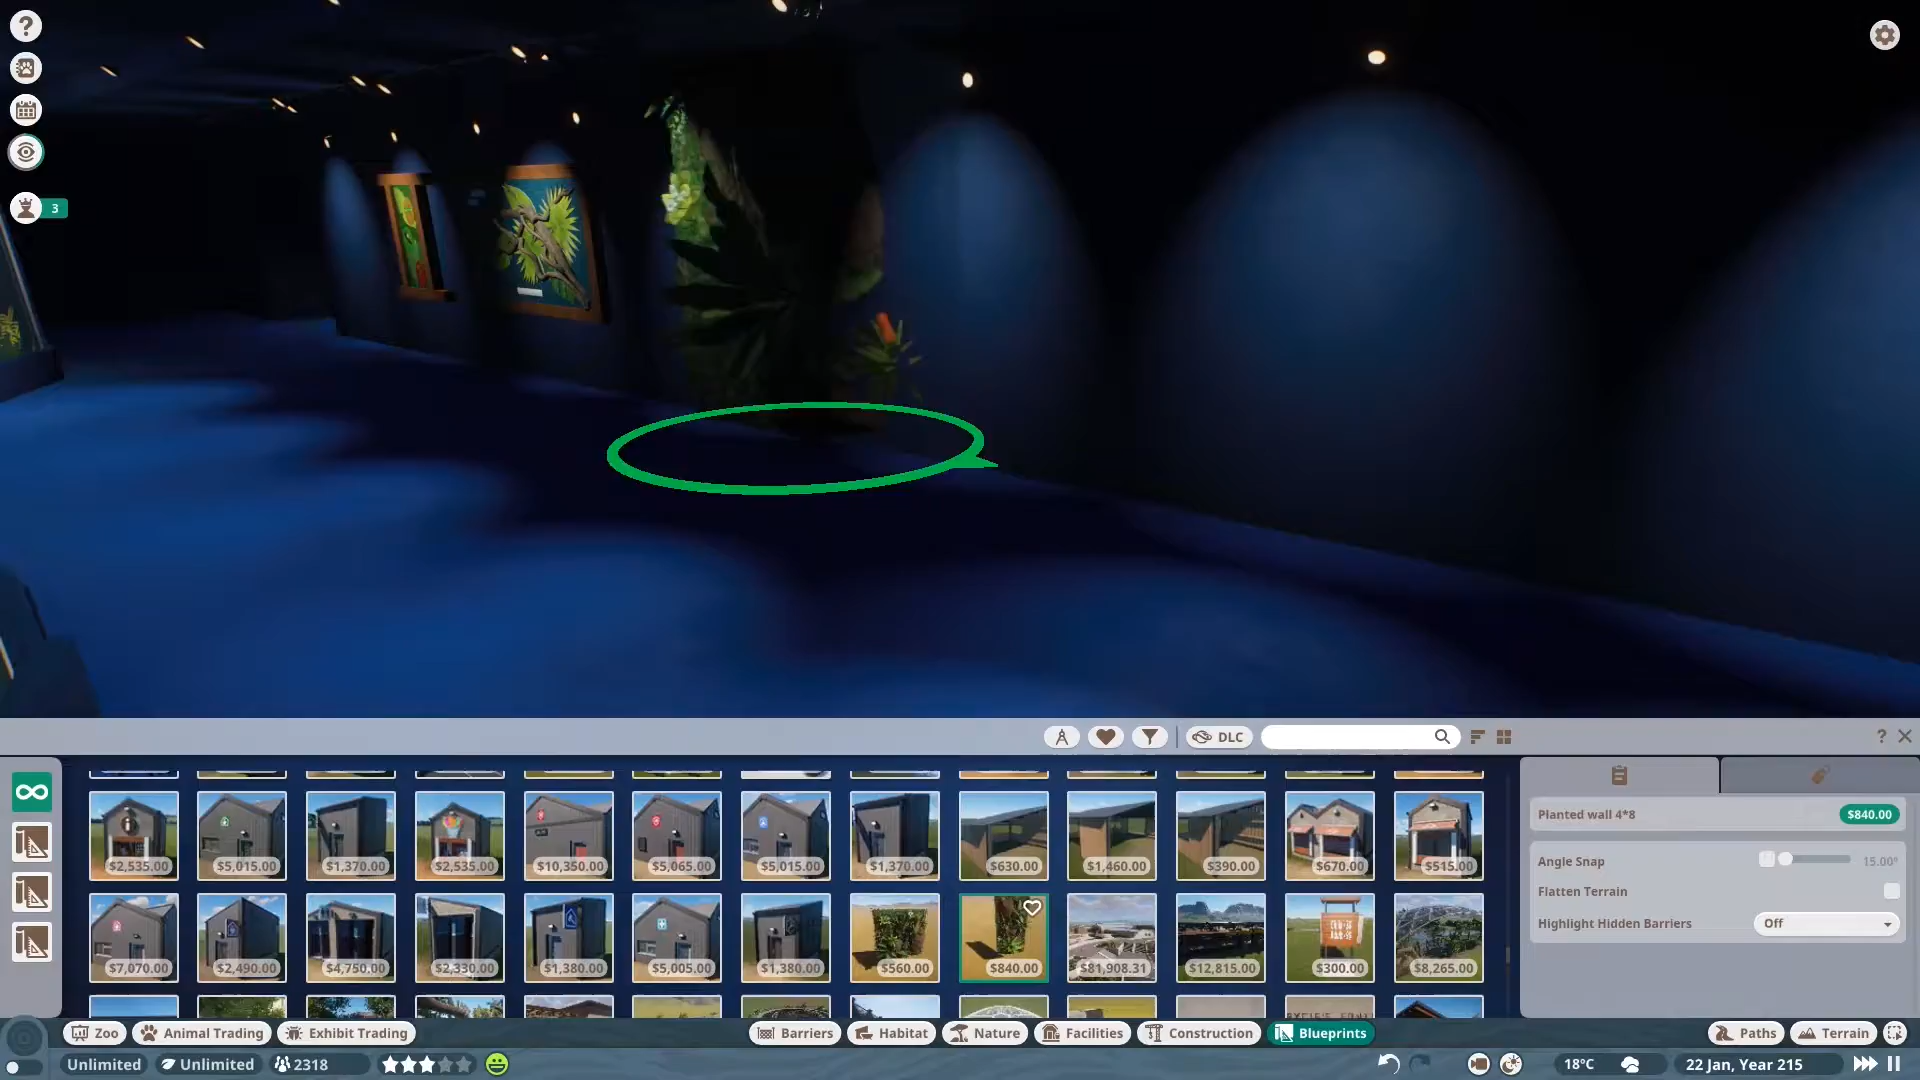 ?
3
DLC
?
$2,535.00
$5,015.00
$1,370.00
$2,535.00
$10,350.00
$5,065.00
$5,015.00
$1,370.00
$630.00
$1,460.00
$390.00
$670.00
$515.00
$7,070.00
$2,490.00
$4,750.00
$2,330.00
$1,380.00
$5,005.00
$1,380.00
$560.00
$840.00
$81,908.31
$12,815.00
$300.00
$8,265.00
Planted wall 4*8
$840.00
Angle Snap
15.00°
Flatten Terrain
Highlight Hidden Barriers
Off
Zoo
Animal Trading
Exhibit Trading
Barriers
Habitat
Nature
Facilities
Construction
Blueprints
Paths
Terrain
Unlimited
Unlimited
2318
18°C
22 Jan, Year 215